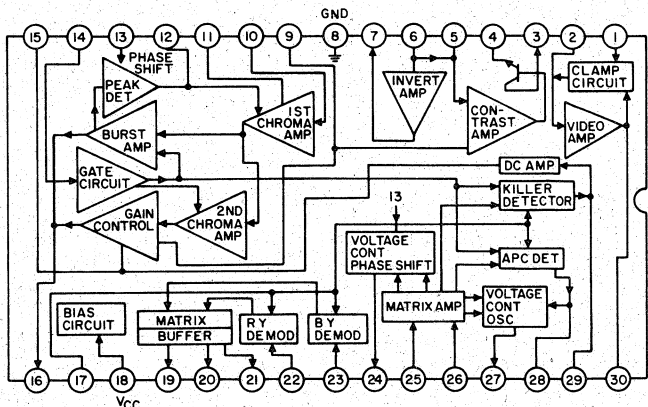 GND
15 14 13 12 11 10 9 8 7 6 5 4 3 2 1
PHASE
SHIFT
PEAK
DET
INVERT
AMP
CLAMP
CIRCUIT
1ST
CHROMA
AMP
CON-
TRAST
AMP
VIDEO
AMP
BURST
AMP
DC AMP
GATE
CIRCUIT
KILLER
DETECTOR
13
GAIN
CONTROL
2ND
CHROMA
AMP
VOLTAGE
CONT
PHASE SHIFT
APC DET
BIAS
CIRCUIT
MATRIX
BUFFER
RY
DEMOD
BY
DEMOD
MATRIX AMP
VOLTAGE
CONT
OSC
16 17 18 19 20 21 22 23 24 25 26 27 28 29 30
VCC